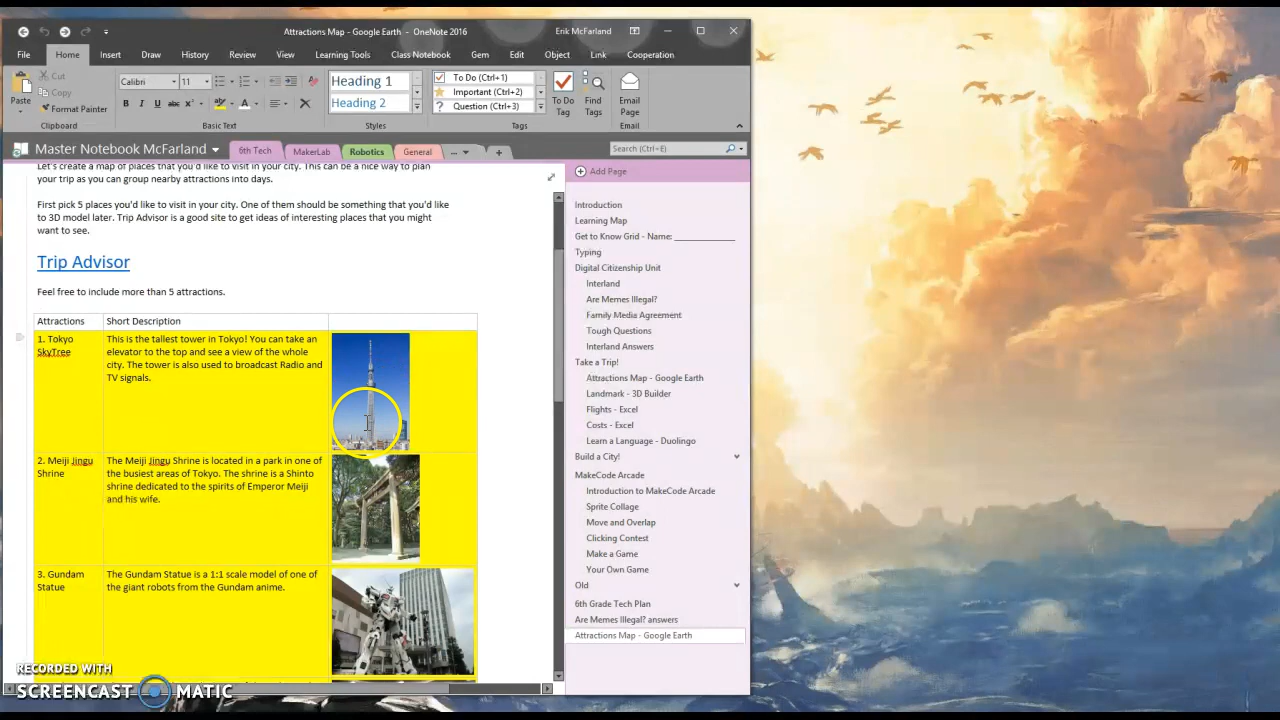 Attractions Map - Google Earth - OneNote 2016
Erik McFarland
File Home Insert Draw History Review View Learning Tools Class Notebook Gem Edit Object Link Cooperation
Paste
Cut
Copy
Format Painter
Clipboard
Calibri 11
B I U abc x₂ A
Basic Text
Heading 1
Heading 2
Styles
To Do (Ctrl+1)
Important (Ctrl+2)
Question (Ctrl+3)
Tags
To Do
Tag
Find
Tags
Email
Page
Email
Master Notebook McFarland
6th Tech MakerLab Robotics General ... +
Search (Ctrl+E)
Let's create a map of places that you'd like to visit in your city. This can be a nice way to plan
your trip as you can group nearby attractions into days.
First pick 5 places you'd like to visit in your city. One of them should be something that you'd like
to 3D model later. Trip Advisor is a good site to get ideas of interesting places that you might
want to see.
Trip Advisor
Feel free to include more than 5 attractions.
Attractions Short Description
1. Tokyo
SkyTree
This is the tallest tower in Tokyo! You can take an
elevator to the top and see a view of the whole
city. The tower is also used to broadcast Radio and
TV signals.
2. Meiji Jingu
Shrine
The Meiji Jingu Shrine is located in a park in one of
the busiest areas of Tokyo. The shrine is a Shinto
shrine dedicated to the spirits of Emperor Meiji
and his wife.
3. Gundam
Statue
The Gundam Statue is a 1:1 scale model of one of
the giant robots from the Gundam anime.
Add Page
Introduction
Learning Map
Get to Know Grid - Name: ______________
Typing
Digital Citizenship Unit
Interland
Are Memes Illegal?
Family Media Agreement
Tough Questions
Interland Answers
Take a Trip!
Attractions Map - Google Earth
Landmark - 3D Builder
Flights - Excel
Costs - Excel
Learn a Language - Duolingo
Build a City!
MakeCode Arcade
Introduction to MakeCode Arcade
Sprite Collage
Move and Overlap
Clicking Contest
Make a Game
Your Own Game
Old
6th Grade Tech Plan
Are Memes Illegal? answers
Attractions Map - Google Earth
RECORDED WITH
SCREENCAST MATIC